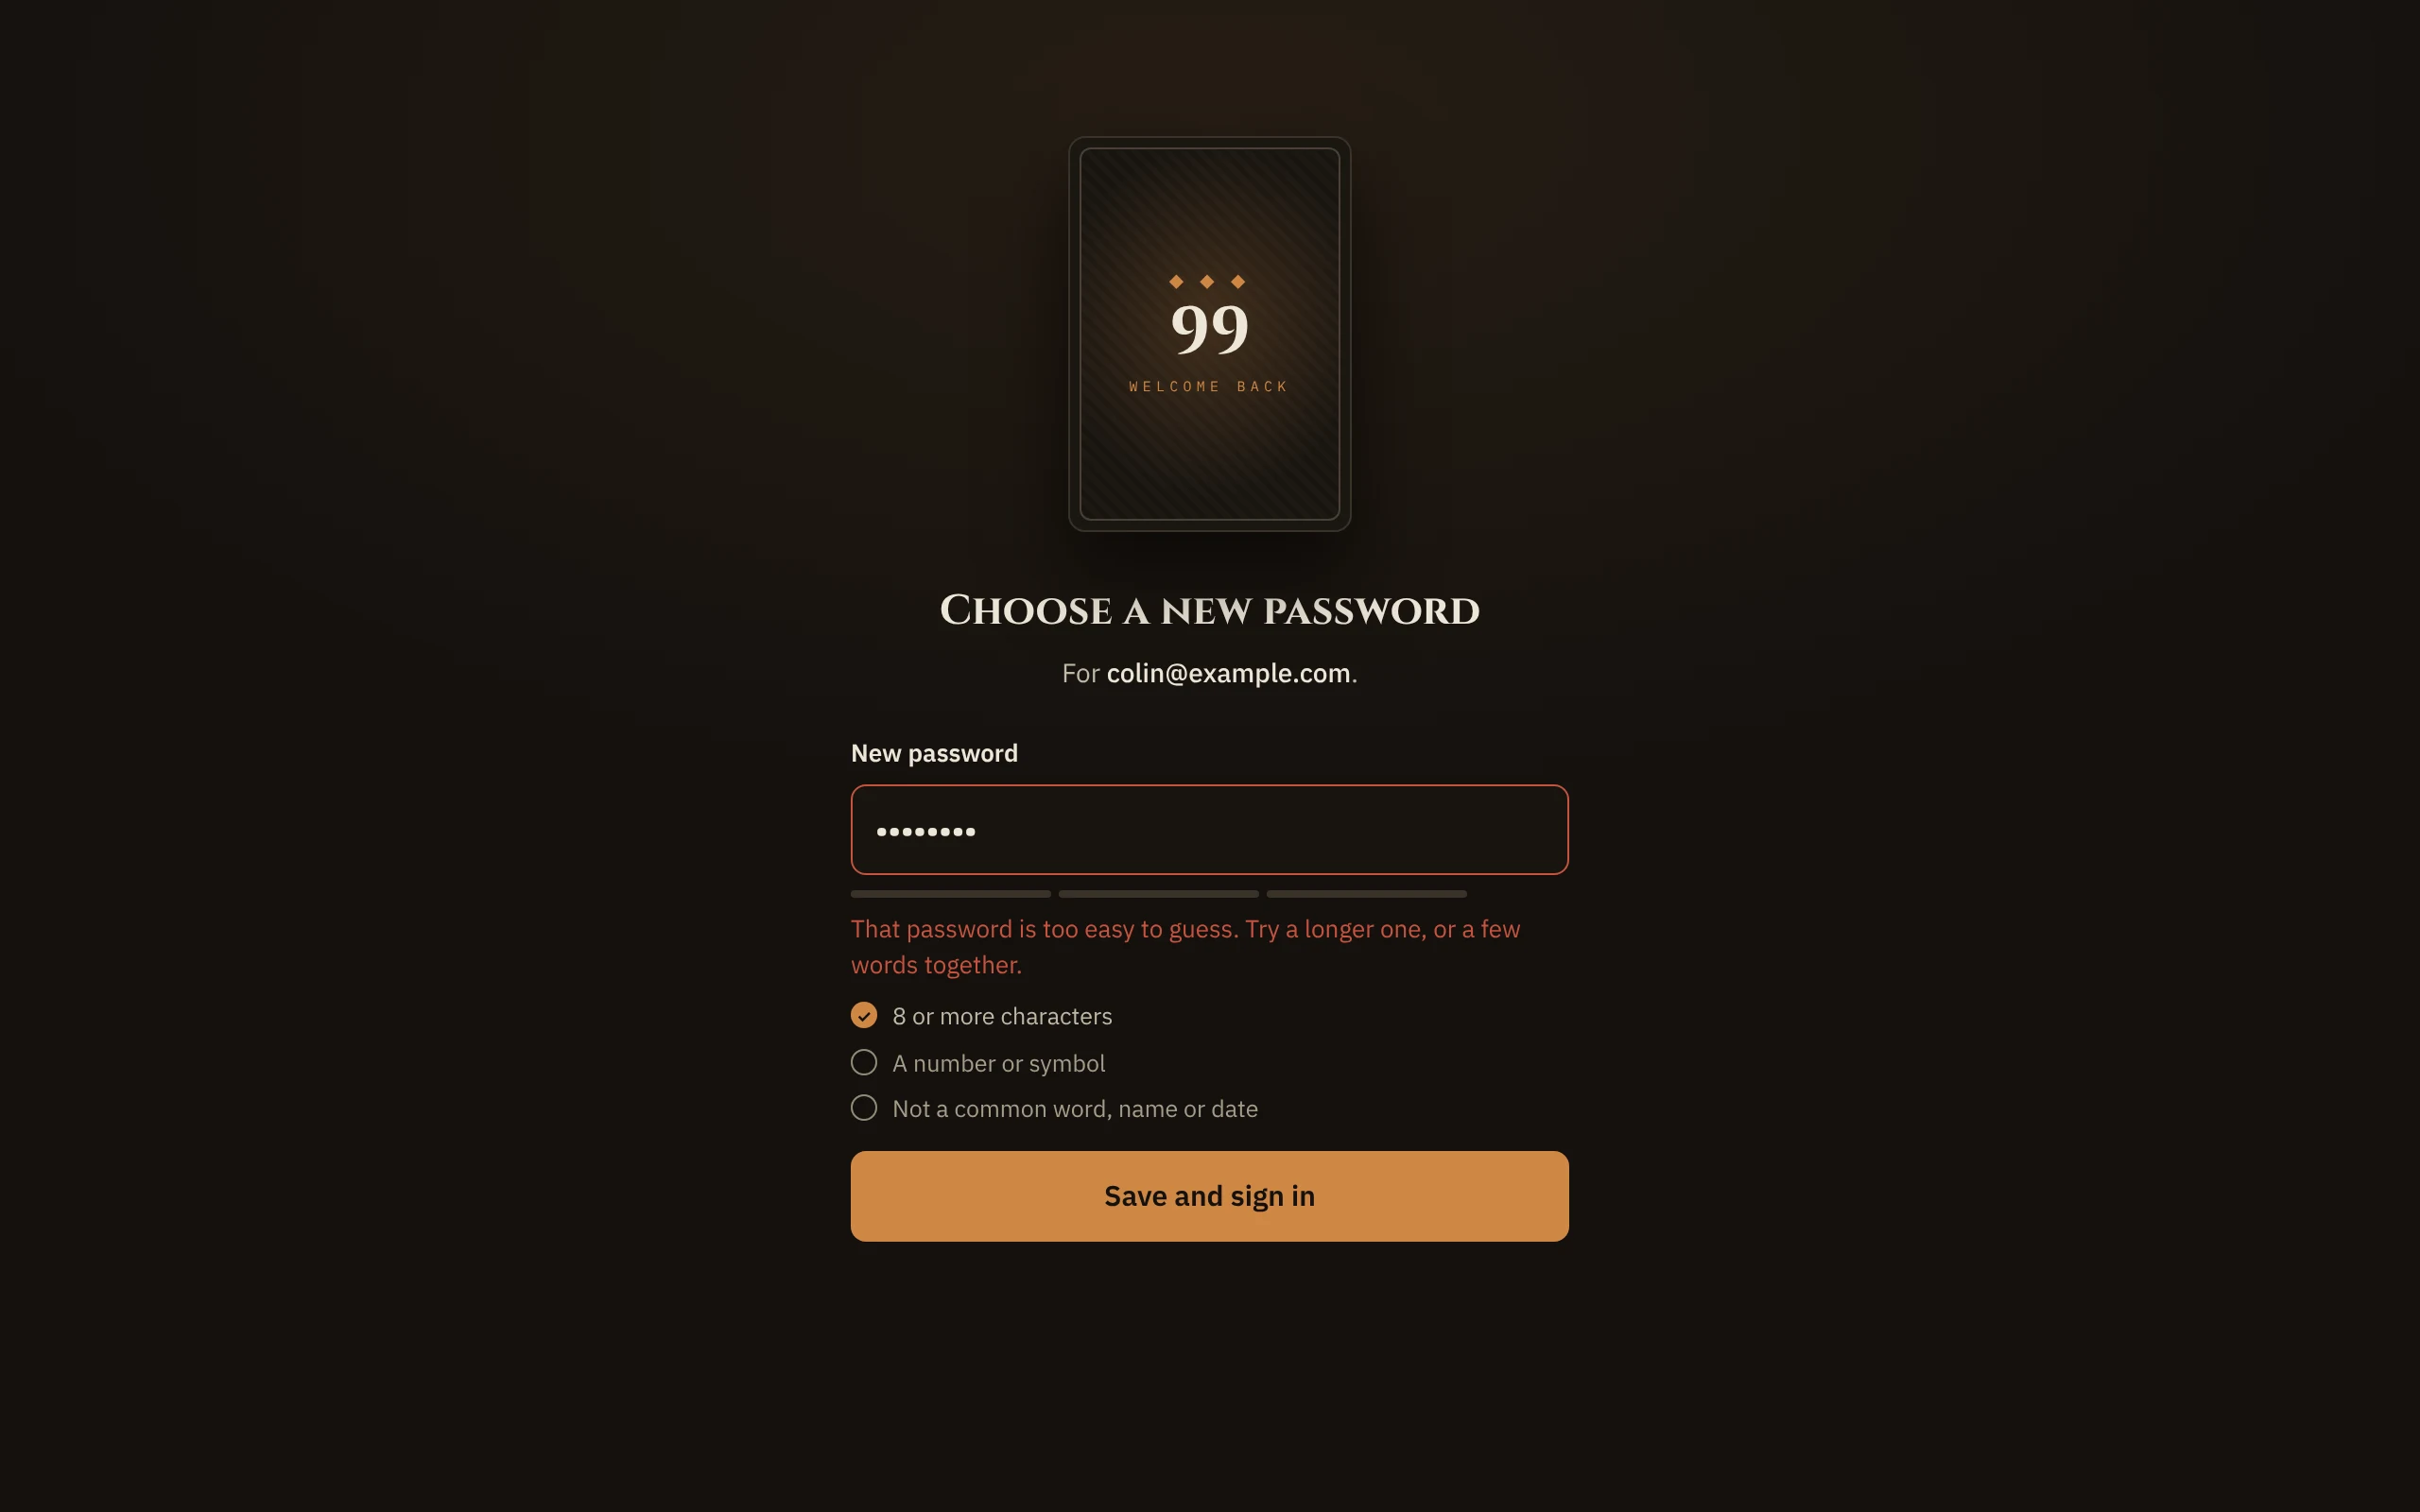 ◆ ◆ ◆
99
WELCOME BACK
Choose a new password
For colin@example.com.
New password
••••••••
That password is too easy to guess. Try a longer one, or a few
words together.
8 or more characters
A number or symbol
Not a common word, name or date
Save and sign in